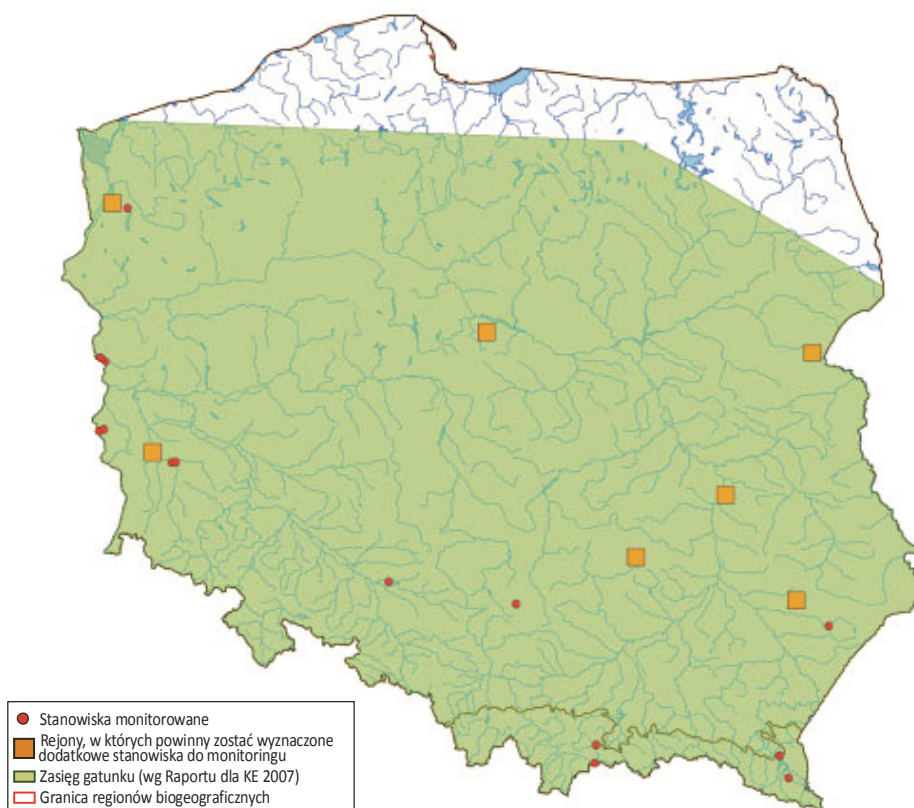 Stanowiska monitorowane
Rejony, w których powinny zostać wyznaczone
dodatkowe stanowiska do monitoringu
Zasięg gatunku (wg Raportu dla KE 2007)
Granica regionów biogeograficznych